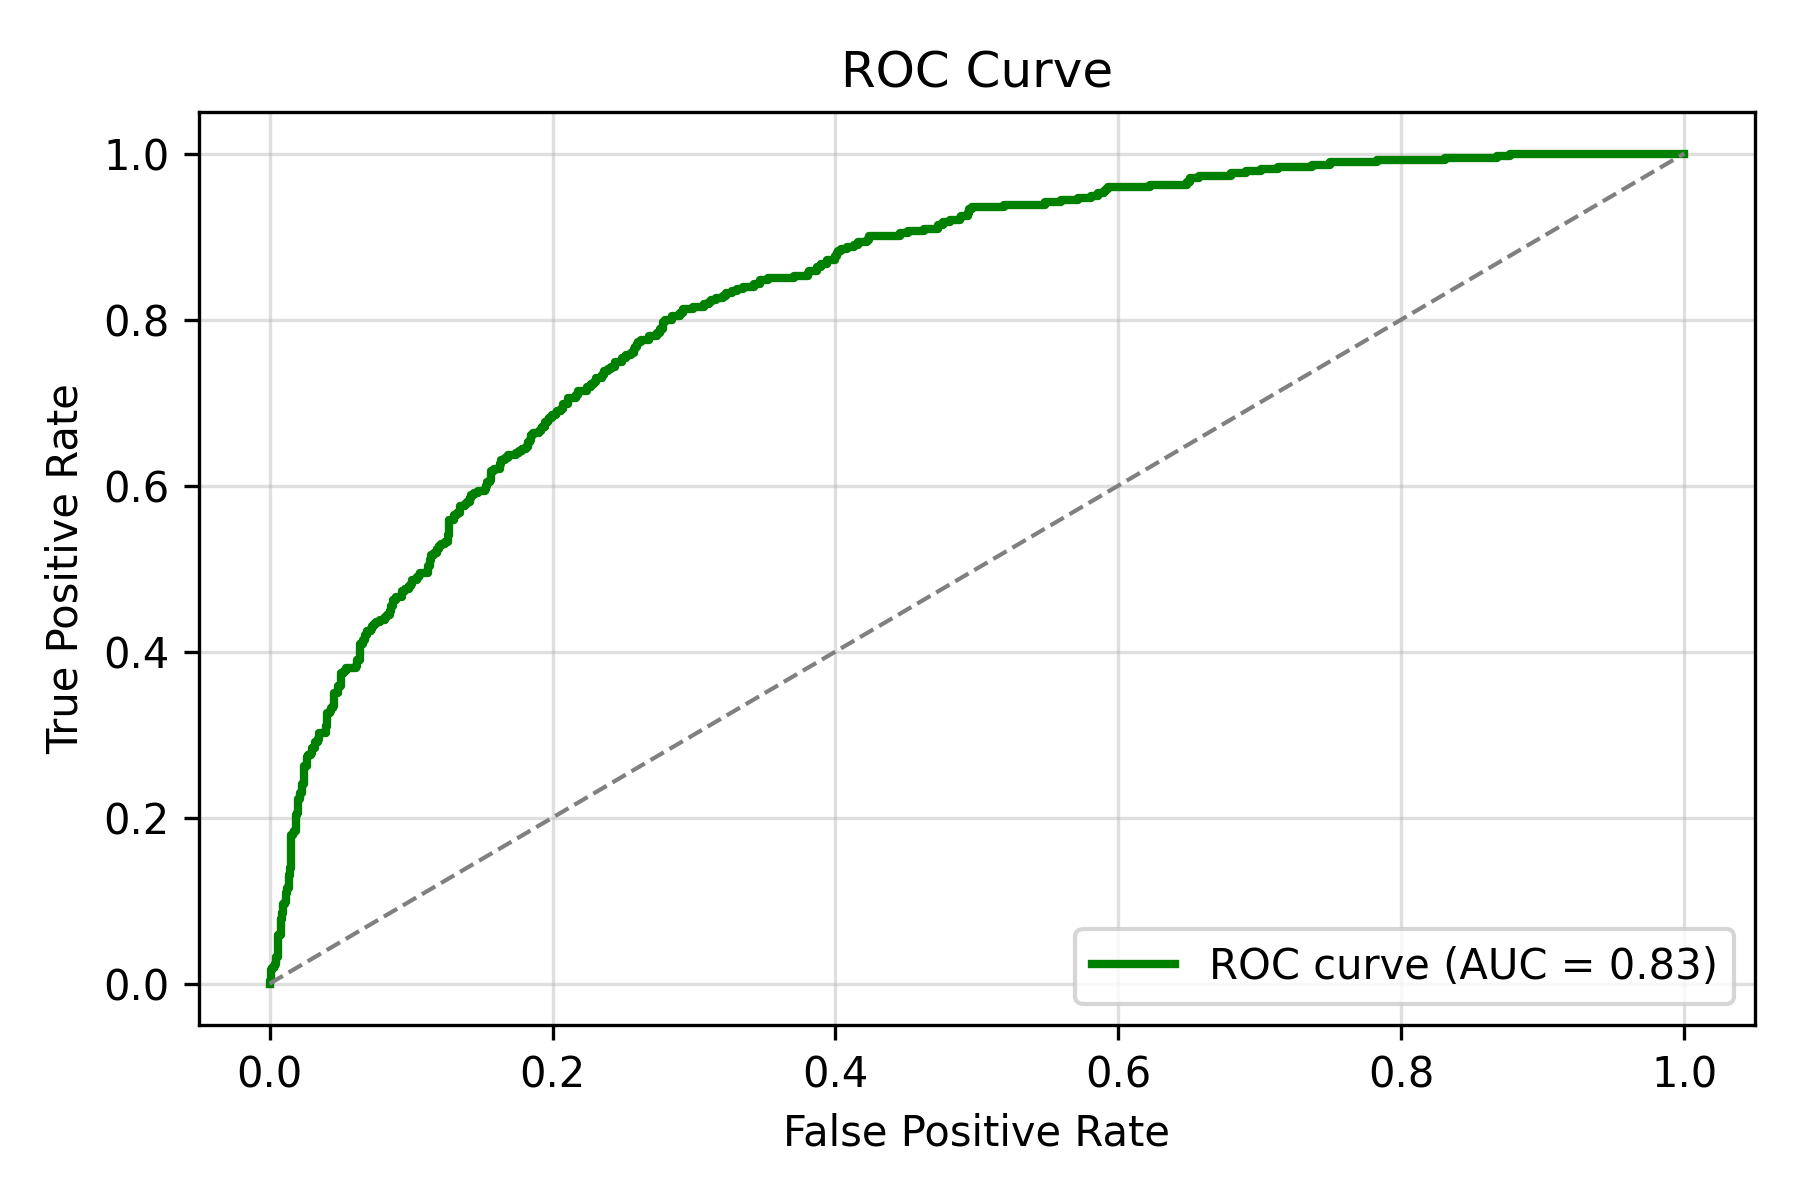 ROC Curve
1.0
0.8
0.6
0.4
0.2
0.0
True Positive Rate
ROC curve (AUC = 0.83)
0.0 0.2 0.4 0.6 0.8 1.0
False Positive Rate